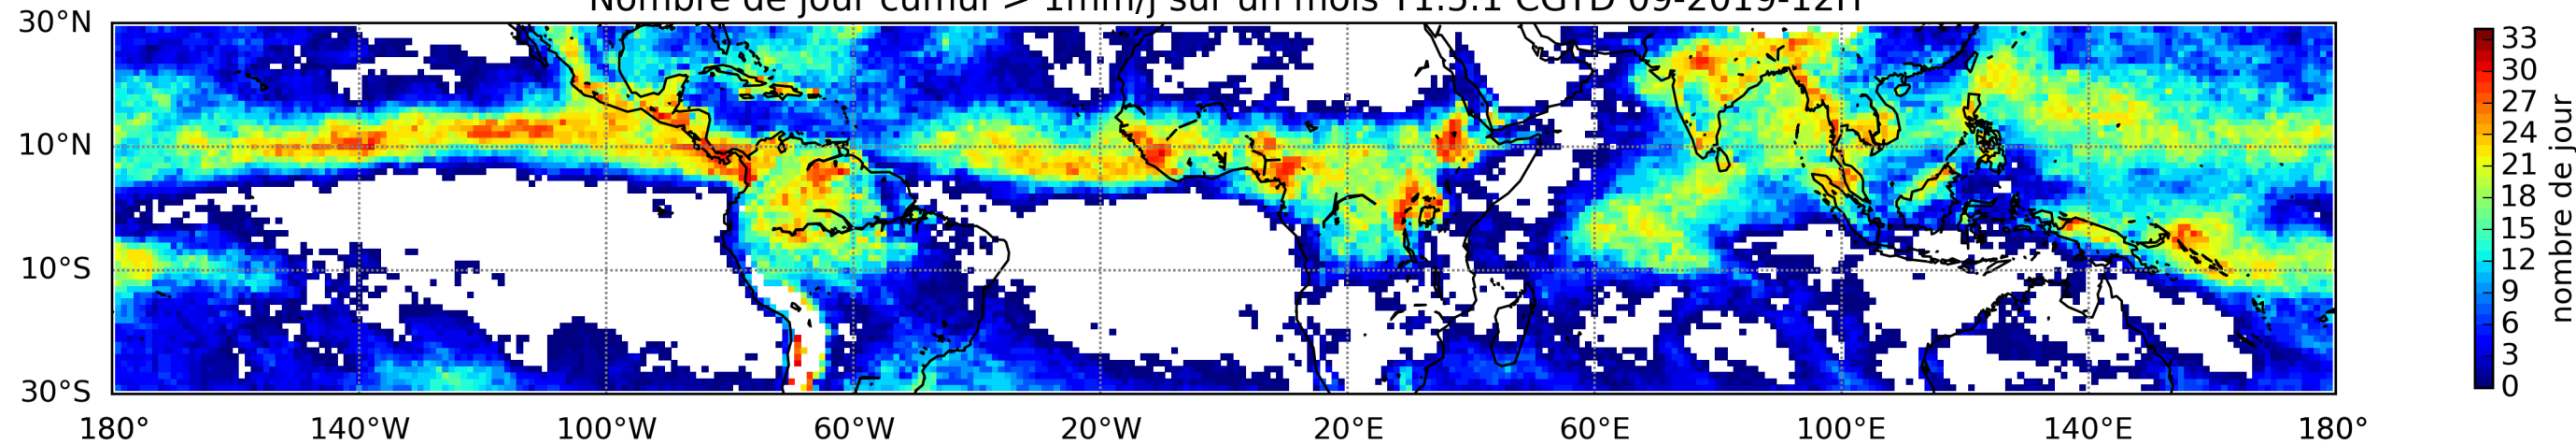 Nombre de jour cumul > 1mm/j sur un mois T1.5.1 CGTD 09-2019-12H
30°N
10°N
10°S
30°S
180° 140°W 100°W 60°W 20°W 20°E 60°E 100°E 140°E 180°
33
30
27
24
21
18
15
12
9
6
3
0
nombre de jour